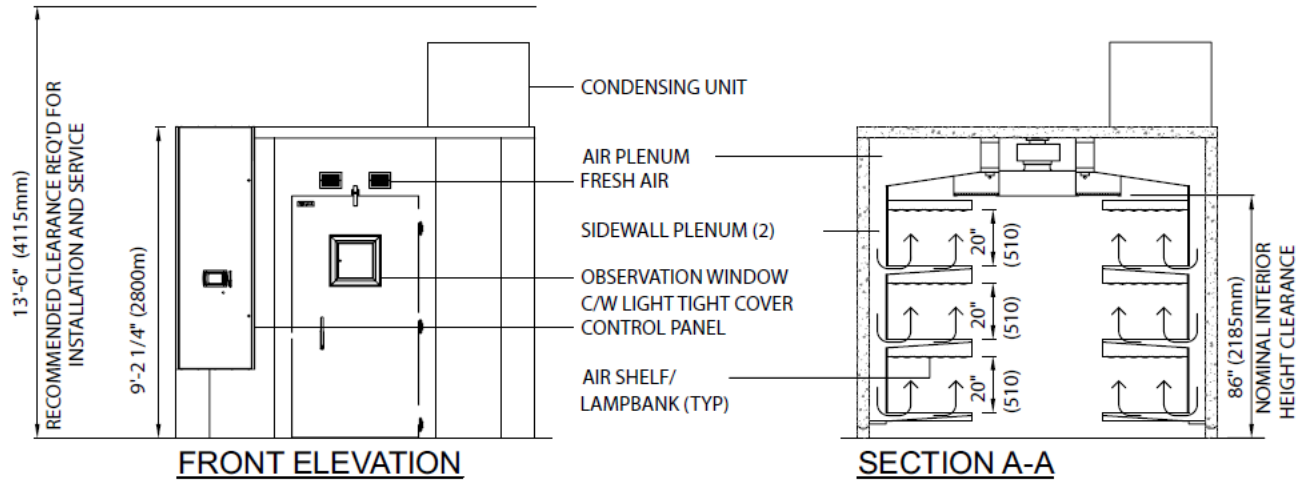 13'-6" (4115mm)
RECOMMENDED CLEARANCE REQ'D FOR
INSTALLATION AND SERVICE
9'-2 1/4" (2800m)
CONDENSING UNIT
AIR PLENUM
FRESH AIR
SIDEWALL PLENUM (2)
OBSERVATION WINDOW
C/W LIGHT TIGHT COVER
CONTROL PANEL
AIR SHELF/
LAMPBANK (TYP)
20"
(510)
20"
(510)
20"
(510)
86" (2185mm)
NOMINAL INTERIOR
HEIGHT CLEARANCE
FRONT ELEVATION
SECTION A-A